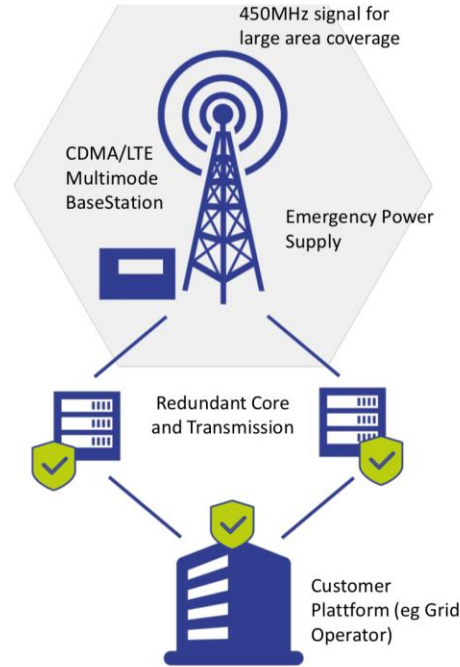 450MHz signal for
large area coverage
CDMA/LTE
Multimode
BaseStation
Emergency Power
Supply
Redundant Core
and Transmission
Customer
Plattform (eg Grid
Operator)